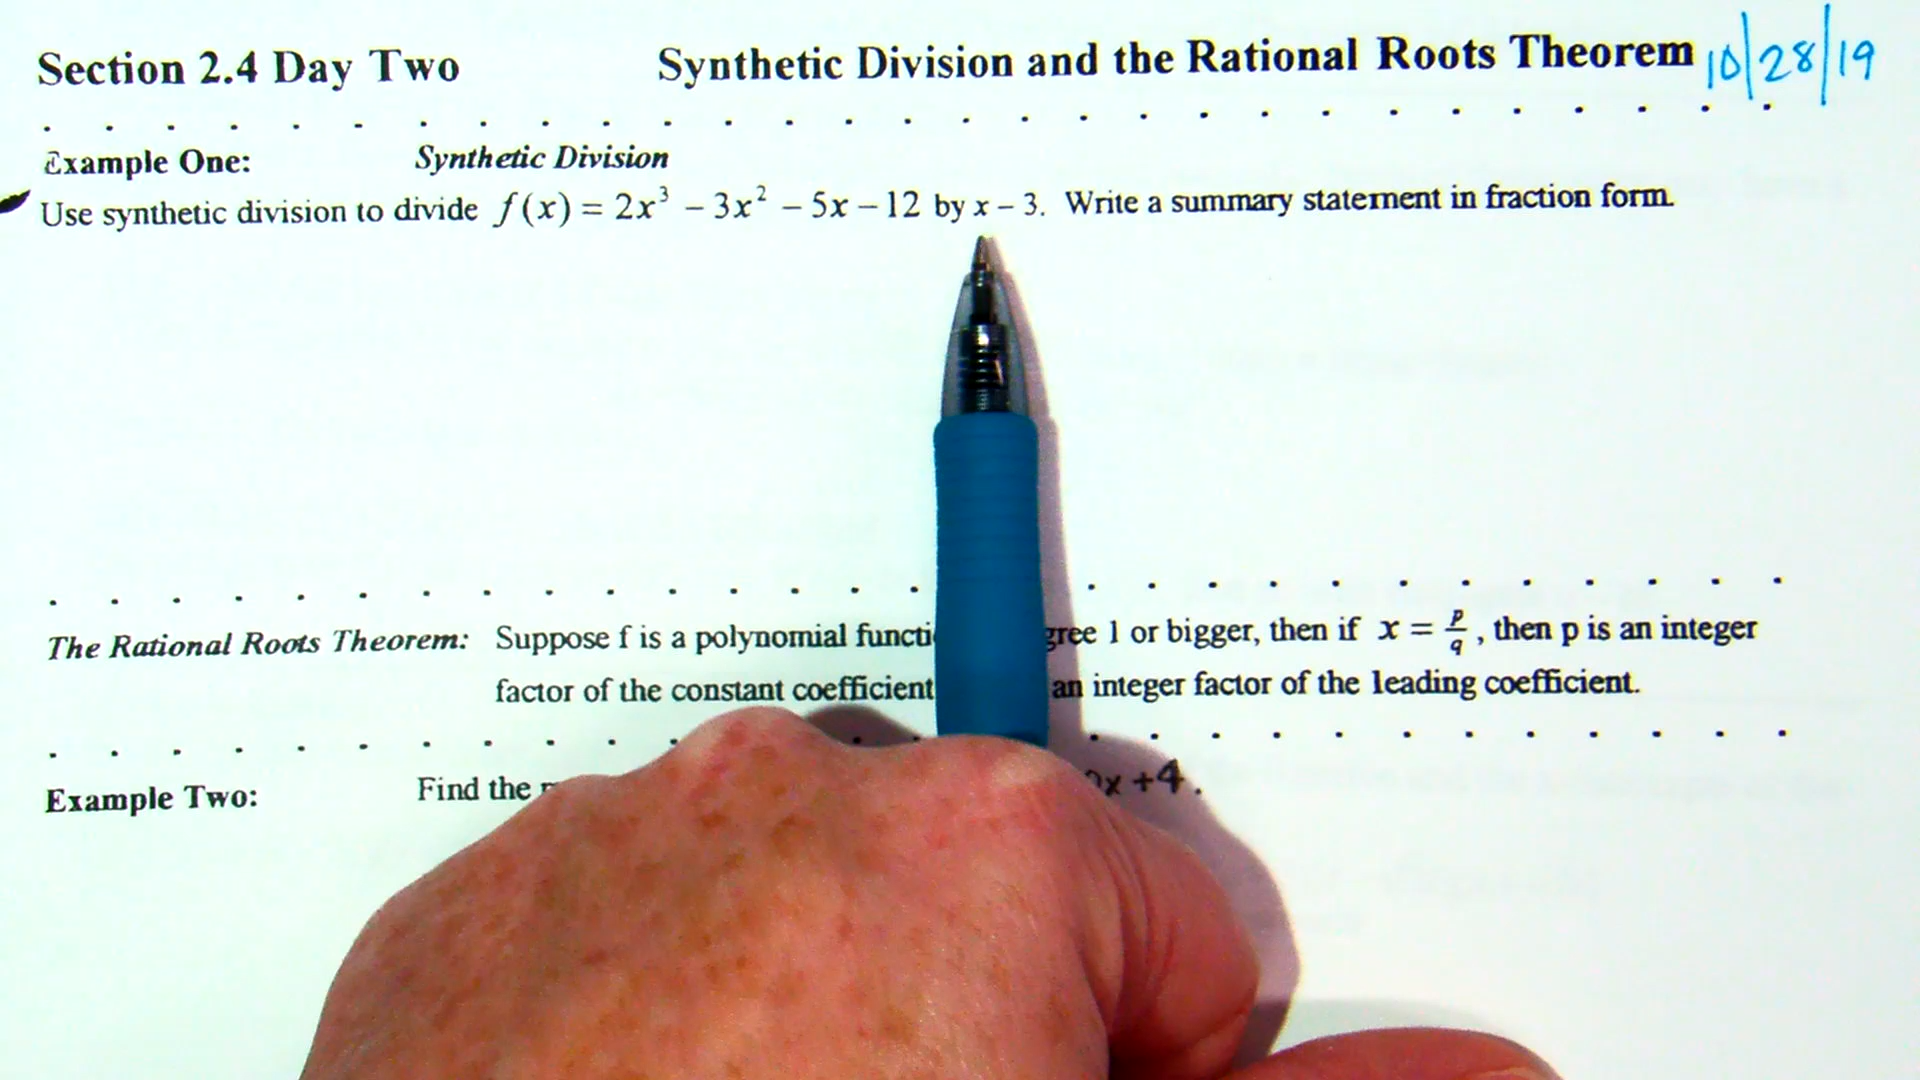 Section 2.4 Day Two Synthetic Division and the Rational Roots Theorem 10/28/19
Example One: Synthetic Division
Use synthetic division to divide f(x) = 2x³ − 3x² − 5x − 12 by x − 3. Write a summary statement in fraction form.
The Rational Roots Theorem: Suppose f is a polynomial functi gree 1 or bigger, then if x = p/q, then p is an integer
factor of the constant coefficient an integer factor of the leading coefficient.
Example Two: Find the x + 4.